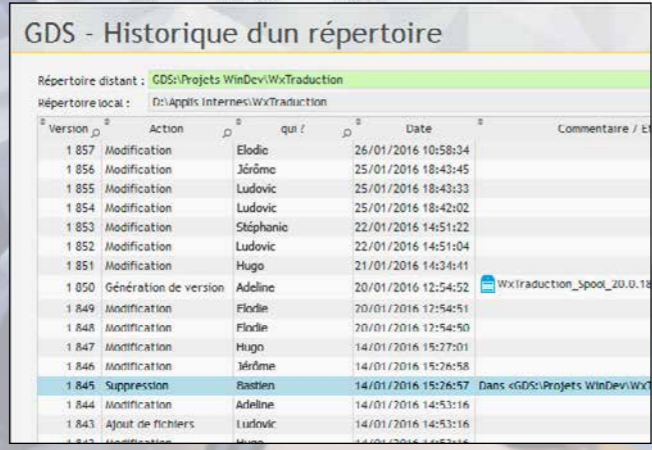 GDS - Historique d'un répertoire
Répertoire distant : GDS:\Projets WinDev\WxTraduction
Répertoire local : D:\Applis Internes\WxTraduction
Version Action qui ? Date Commentaire / Et
1 857 Modification Elodie 26/01/2016 10:58:34
1 856 Modification Jérôme 25/01/2016 18:43:45
1 855 Modification Ludovic 25/01/2016 18:43:33
1 854 Modification Ludovic 25/01/2016 18:42:02
1 853 Modification Stéphanie 22/01/2016 14:51:22
1 852 Modification Ludovic 22/01/2016 14:51:04
1 851 Modification Hugo 21/01/2016 14:34:41
1 850 Génération de version Adeline 20/01/2016 12:54:52 WxTraduction_Spool_20.0.18
1 849 Modification Elodie 20/01/2016 12:54:51
1 848 Modification Elodie 20/01/2016 12:54:50
1 847 Modification Hugo 14/01/2016 15:27:01
1 846 Modification Jérôme 14/01/2016 15:26:58
1 845 Suppression Bastien 14/01/2016 15:26:57 Dans <GDS:\Projets WinDev\WxT
1 844 Modification Adeline 14/01/2016 14:53:16
1 843 Ajout de fichiers Ludovic 14/01/2016 14:53:16